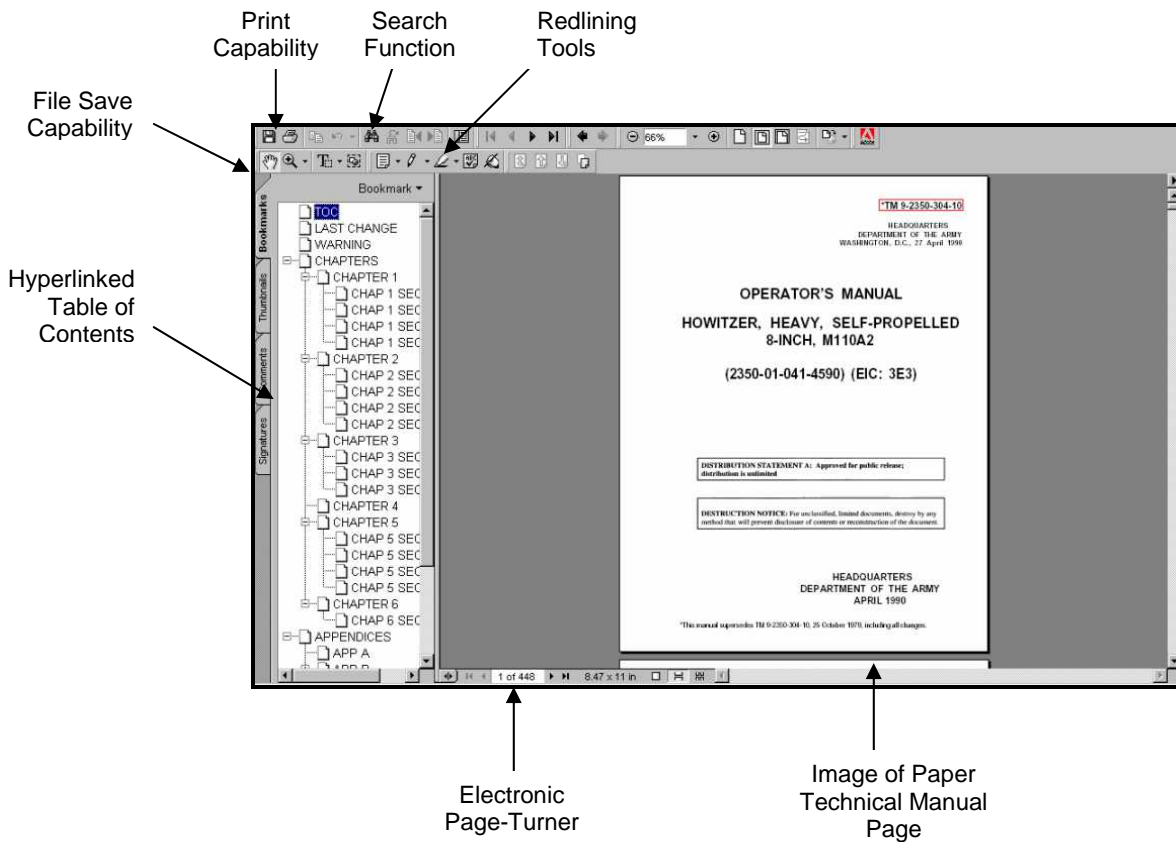 Print
Capability
Search
Function
Redlining
Tools
File Save
Capability
Hyperlinked
Table of
Contents
66%
Bookmark
Bookmarks
Thumbnails
Comments
Signatures
TOC
LAST CHANGE
WARNING
CHAPTERS
CHAPTER 1
CHAP 1 SEC
CHAP 1 SEC
CHAP 1 SEC
CHAP 1 SEC
CHAPTER 2
CHAP 2 SEC
CHAP 2 SEC
CHAP 2 SEC
CHAP 2 SEC
CHAPTER 3
CHAP 3 SEC
CHAP 3 SEC
CHAP 3 SEC
CHAPTER 4
CHAPTER 5
CHAP 5 SEC
CHAP 5 SEC
CHAP 5 SEC
CHAP 5 SEC
CHAPTER 6
CHAP 6 SEC
APPENDICES
APP A
*TM 9-2350-304-10
HEADQUARTERS
DEPARTMENT OF THE ARMY
WASHINGTON, D.C., 27 April 1990
OPERATOR'S MANUAL
HOWITZER, HEAVY, SELF-PROPELLED
8-INCH, M110A2
(2350-01-041-4590) (EIC: 3E3)
DISTRIBUTION STATEMENT A: Approved for public release;
distribution is unlimited
DESTRUCTION NOTICE: For unclassified, limited documents, destroy by any
method that will prevent disclosure of contents or reconstruction of the document.
HEADQUARTERS
DEPARTMENT OF THE ARMY
APRIL 1990
*This manual supersedes TM 9-2350-304-10, 25 October 1979, including all changes.
1 of 448
8.47 x 11 in
Electronic
Page-Turner
Image of Paper
Technical Manual
Page